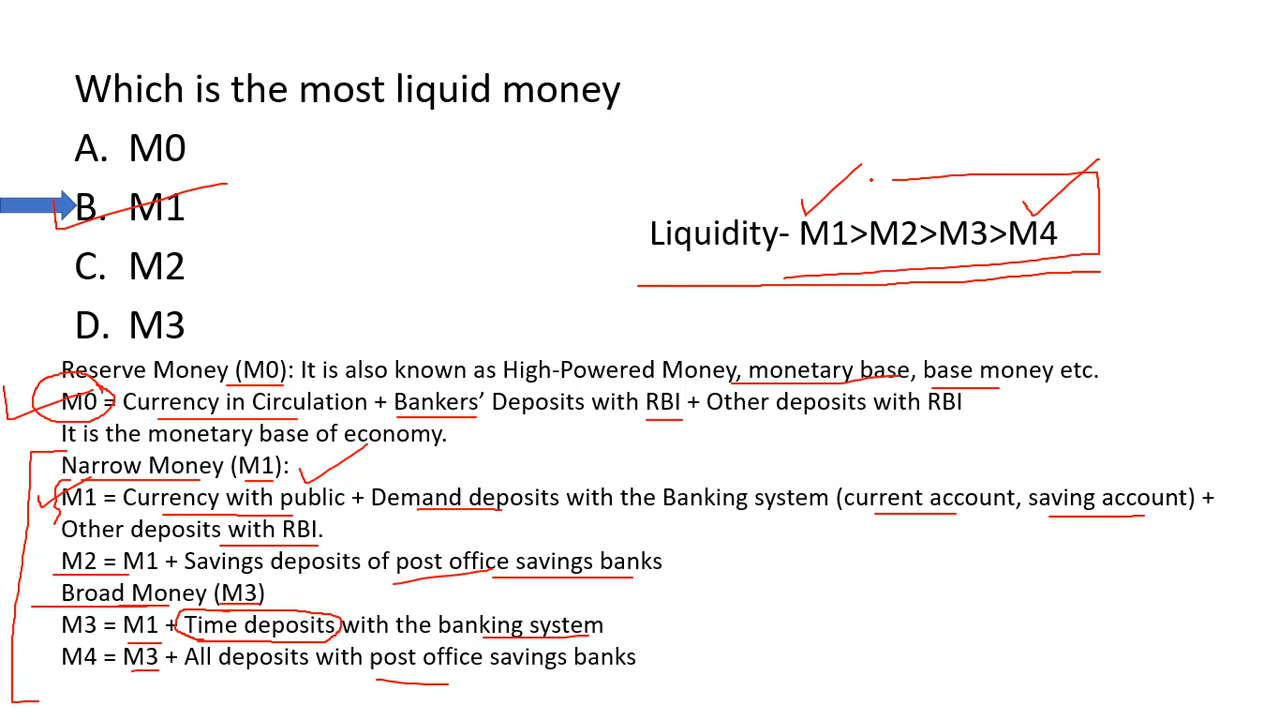 Which is the most liquid money
A. M0
B. M1
C. M2
D. M3
Liquidity- M1>M2>M3>M4
Reserve Money (M0): It is also known as High-Powered Money, monetary base, base money etc.
M0 = Currency in Circulation + Bankers’ Deposits with RBI + Other deposits with RBI
It is the monetary base of economy.
Narrow Money (M1):
M1 = Currency with public + Demand deposits with the Banking system (current account, saving account) +
Other deposits with RBI.
M2 = M1 + Savings deposits of post office savings banks
Broad Money (M3)
M3 = M1 + Time deposits with the banking system
M4 = M3 + All deposits with post office savings banks